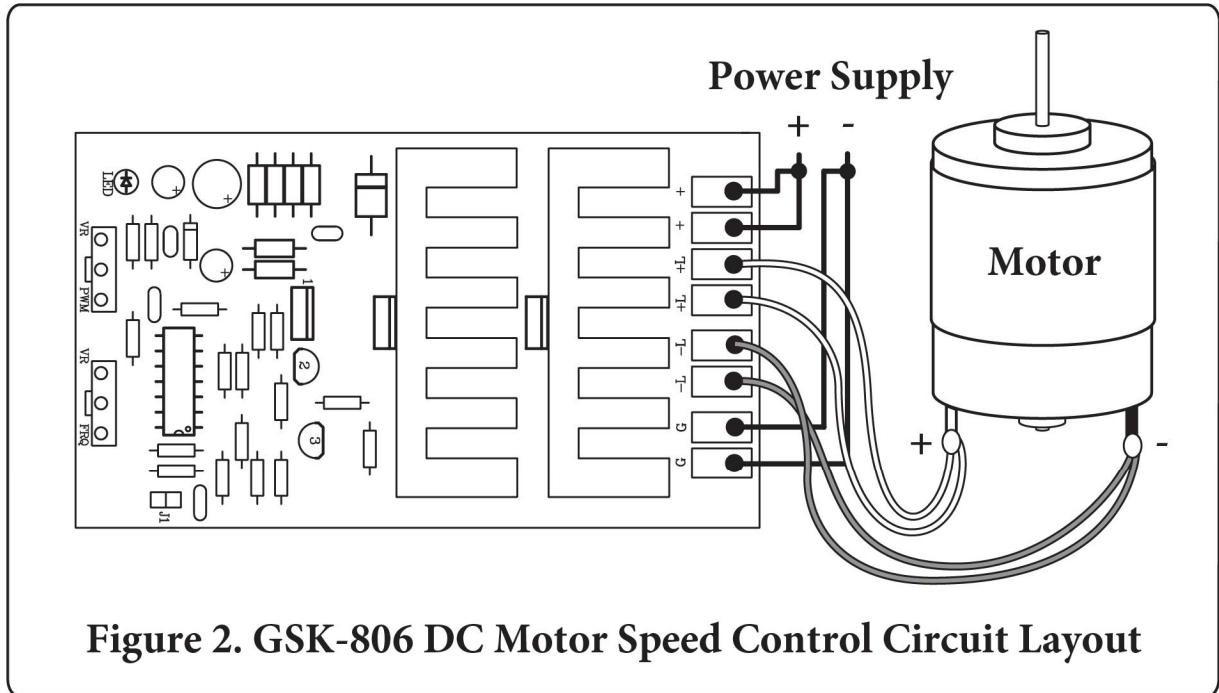 Power Supply
+ -
LED
+
+
VR
PWM
+
1
2
3
VR
FRQ
J1
+
+
+L
+L
-L
-L
G
G
Motor
+ -
Figure 2. GSK-806 DC Motor Speed Control Circuit Layout